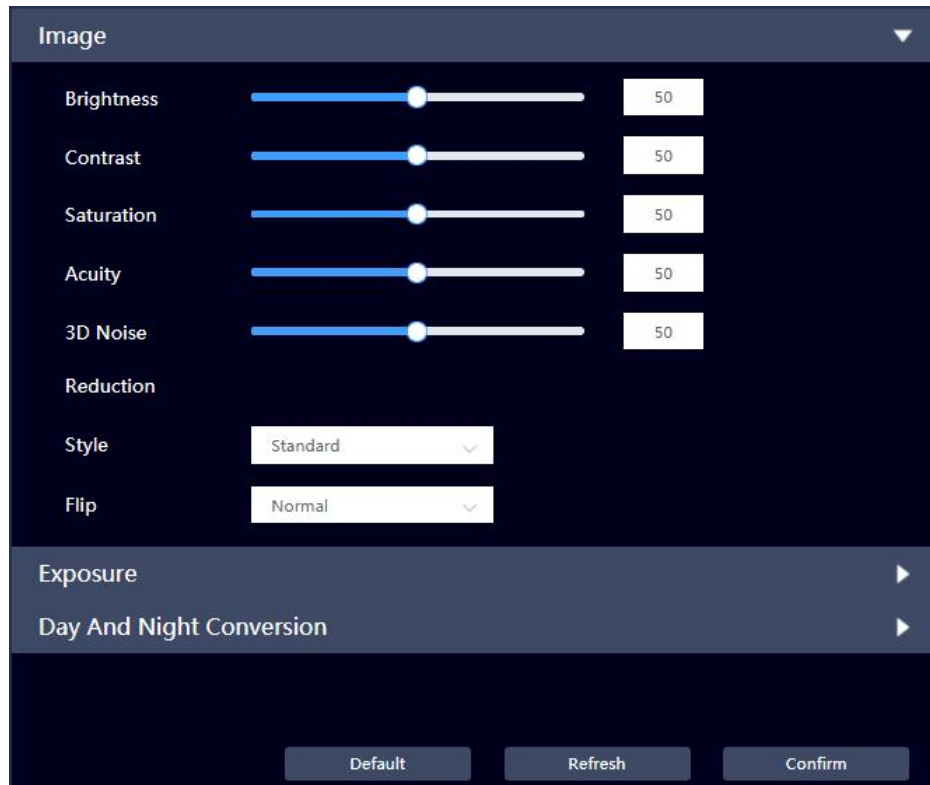 Image
Brightness 50
Contrast 50
Saturation 50
Acuity 50
3D Noise 50
Reduction
Style Standard
Flip Normal
Exposure
Day And Night Conversion
Default Refresh Confirm